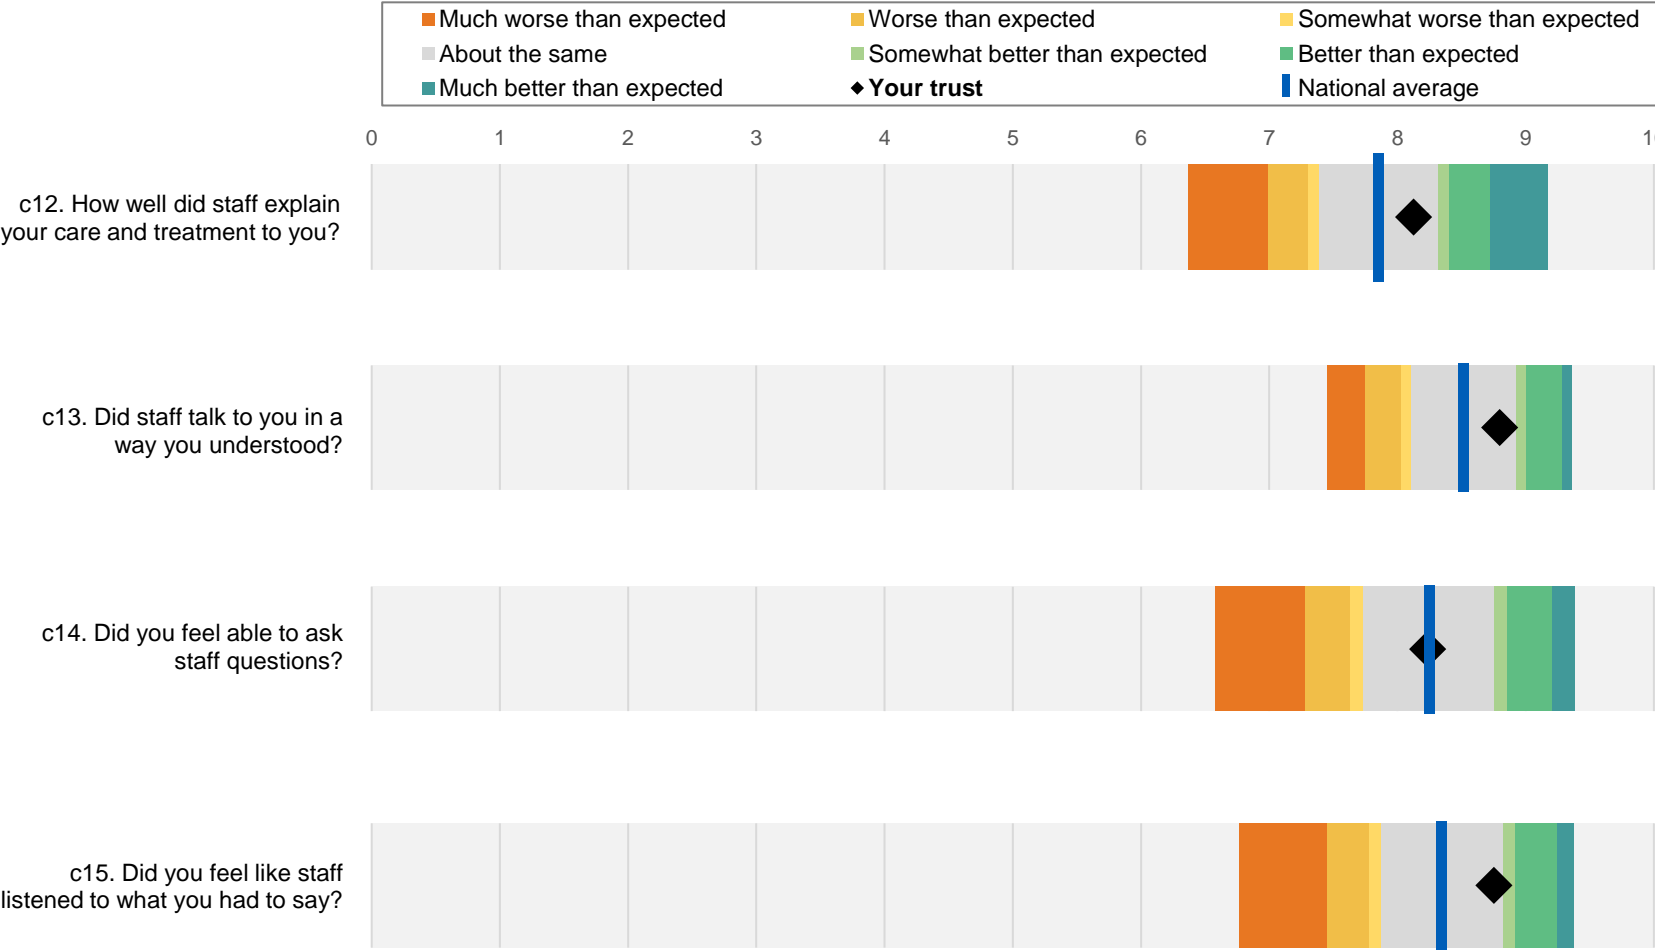 Much worse than expected
Worse than expected
Somewhat worse than expected
About the same
Somewhat better than expected
Better than expected
Much better than expected
Your trust
National average
0 1 2 3 4 5 6 7 8 9
c12. How well did staff explain
your care and treatment to you?
c13. Did staff talk to you in a
way you understood?
c14. Did you feel able to ask
staff questions?
c15. Did you feel like staff
listened to what you had to say?